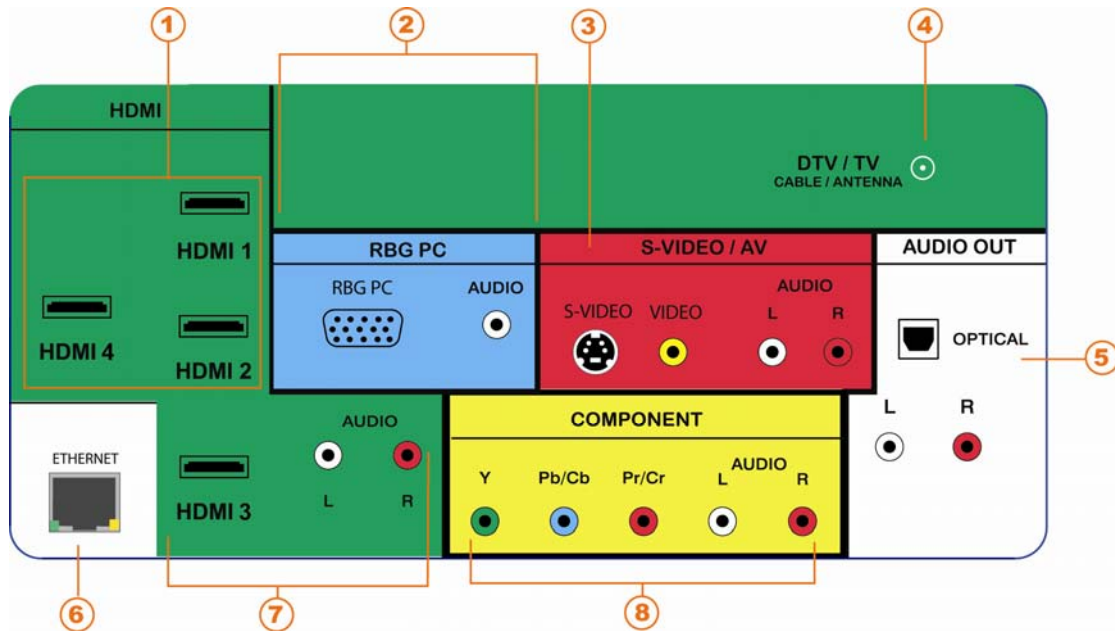 1
2
3
4
HDMI
DTV / TV
CABLE / ANTENNA
HDMI 1
HDMI 4
HDMI 2
RBG PC
RBG PC
AUDIO
S-VIDEO / AV
S-VIDEO VIDEO
AUDIO
L R
AUDIO OUT
OPTICAL
5
L R
ETHERNET
HDMI 3
AUDIO
L R
COMPONENT
Y Pb/Cb Pr/Cr
AUDIO
L R
6
7
8